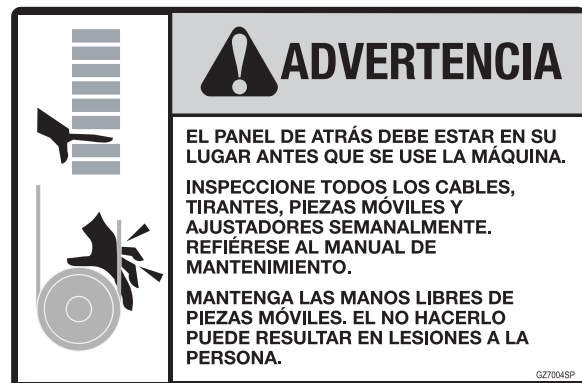 ADVERTENCIA
EL PANEL DE ATRÁS DEBE ESTAR EN SU
LUGAR ANTES QUE SE USE LA MÁQUINA.
INSPECCIONE TODOS LOS CABLES,
TIRANTES, PIEZAS MÓVILES Y
AJUSTADORES SEMANALMENTE.
REFIÉRESE AL MANUAL DE
MANTENIMIENTO.
MANTENGA LAS MANOS LIBRES DE
PIEZAS MÓVILES. EL NO HACERLO
PUEDE RESULTAR EN LESIONES A LA
PERSONA.
GZ7004SP